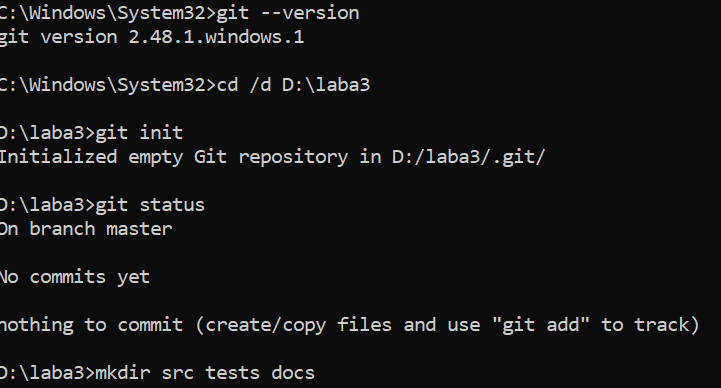 C:\Windows\System32>git --version
git version 2.48.1.windows.1
C:\Windows\System32>cd /d D:\laba3
D:\laba3>git init
Initialized empty Git repository in D:/laba3/.git/
D:\laba3>git status
On branch master
No commits yet
nothing to commit (create/copy files and use "git add" to track)
D:\laba3>mkdir src tests docs